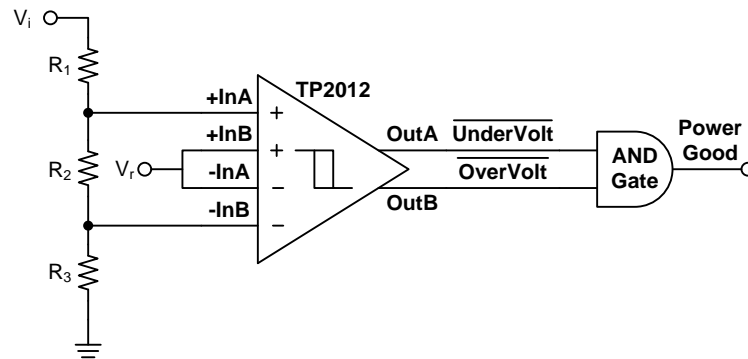 Vi
R1
TP2012
+InA
+
Power
Good
+InB
+
OutA
UnderVolt
AND
Gate
R2
Vr
-InA
−
OverVolt
-InB
−
OutB
R3